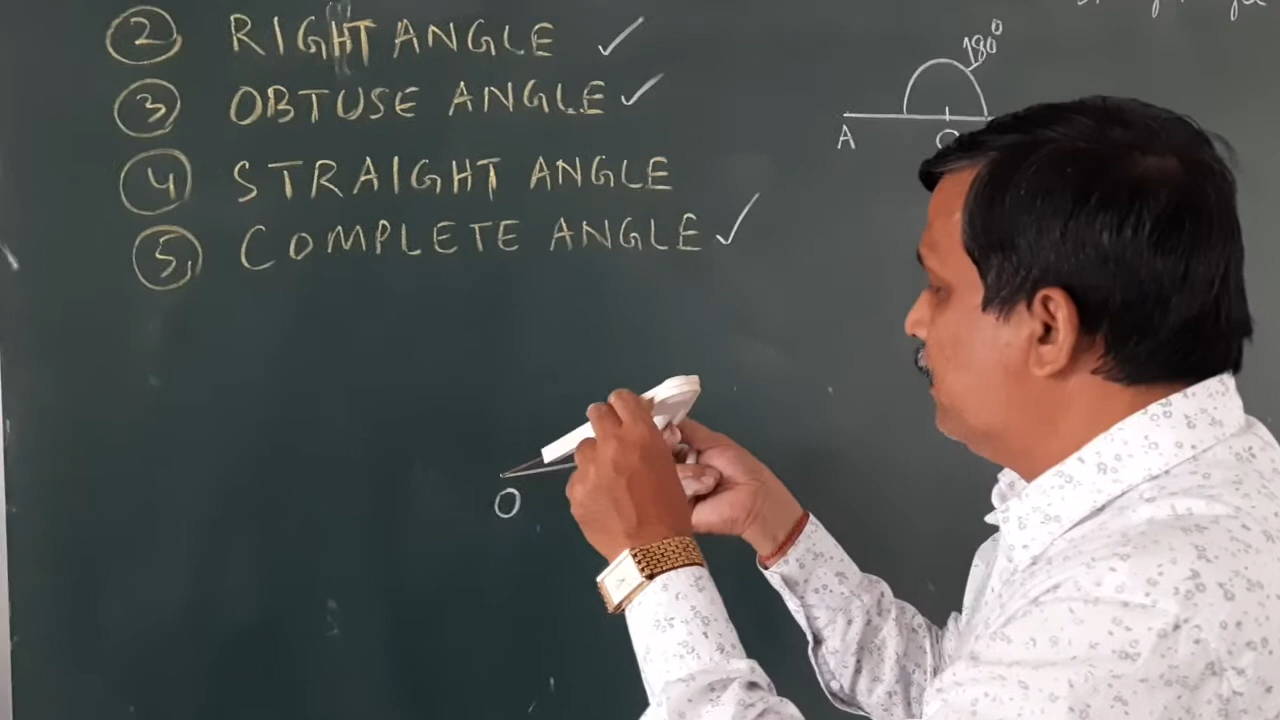 2 RIGHT ANGLE ✓
3 OBTUSE ANGLE ✓
4 STRAIGHT ANGLE
5 COMPLETE ANGLE ✓
180°
A O
O